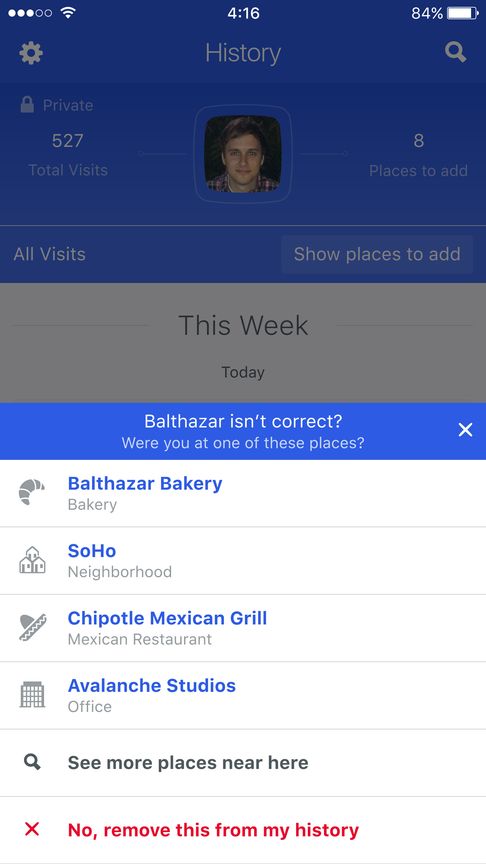 4:16
84%
History
Private
527
Total Visits
8
Places to add
All Visits
Show places to add
This Week
Today
Balthazar isn’t correct?
Were you at one of these places?
Balthazar Bakery
Bakery
SoHo
Neighborhood
Chipotle Mexican Grill
Mexican Restaurant
Avalanche Studios
Office
See more places near here
No, remove this from my history